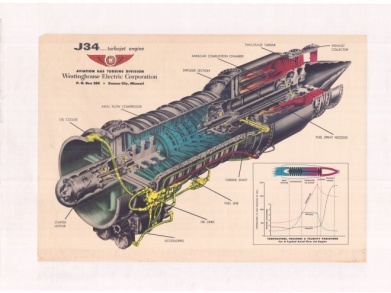 J34.....turbojet engine
AVIATION GAS TURBINE DIVISION
Westinghouse Electric Corporation
P. O. Box 288 • Kansas City, Missouri
TWO-STAGE TURBINE
EXHAUST COLLECTOR
ANNULAR COMBUSTION CHAMBER
DIFFUSER SECTION
AXIAL FLOW COMPRESSOR
OIL COOLER
FUEL SPRAY NOZZLES
TURBINE SHAFT
FUEL LINE
OIL LINES
ACCESSORIES
STARTER MOTOR
TEMPERATURE, PRESSURE & VELOCITY VARIATIONS